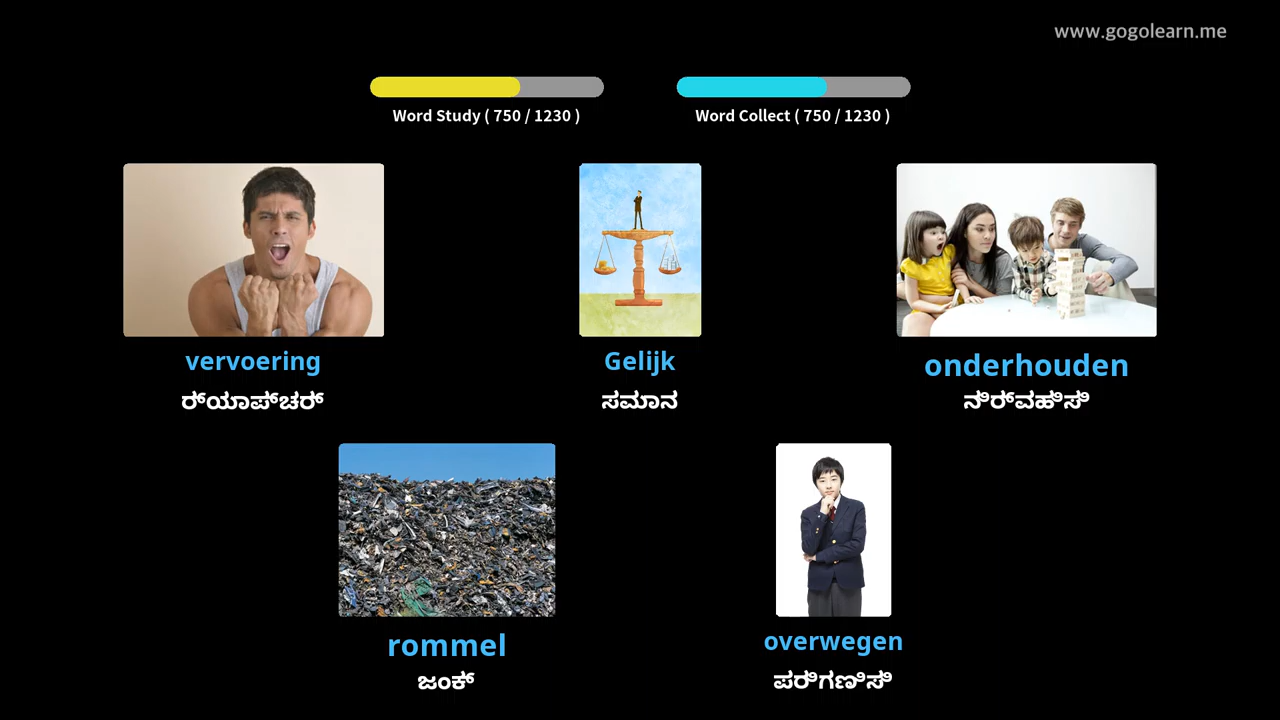 www.gogolearn.me
Word Study ( 750 / 1230 )
Word Collect ( 750 / 1230 )
vervoering
Gelijk
onderhouden
ರ್ಯಾಪ್ಚರ್
ಸಮಾನ
ನಿರ್ವಹಿಸಿ
rommel
overwegen
ಜಂಕ್
ಪರಿಗಣಿಸಿ